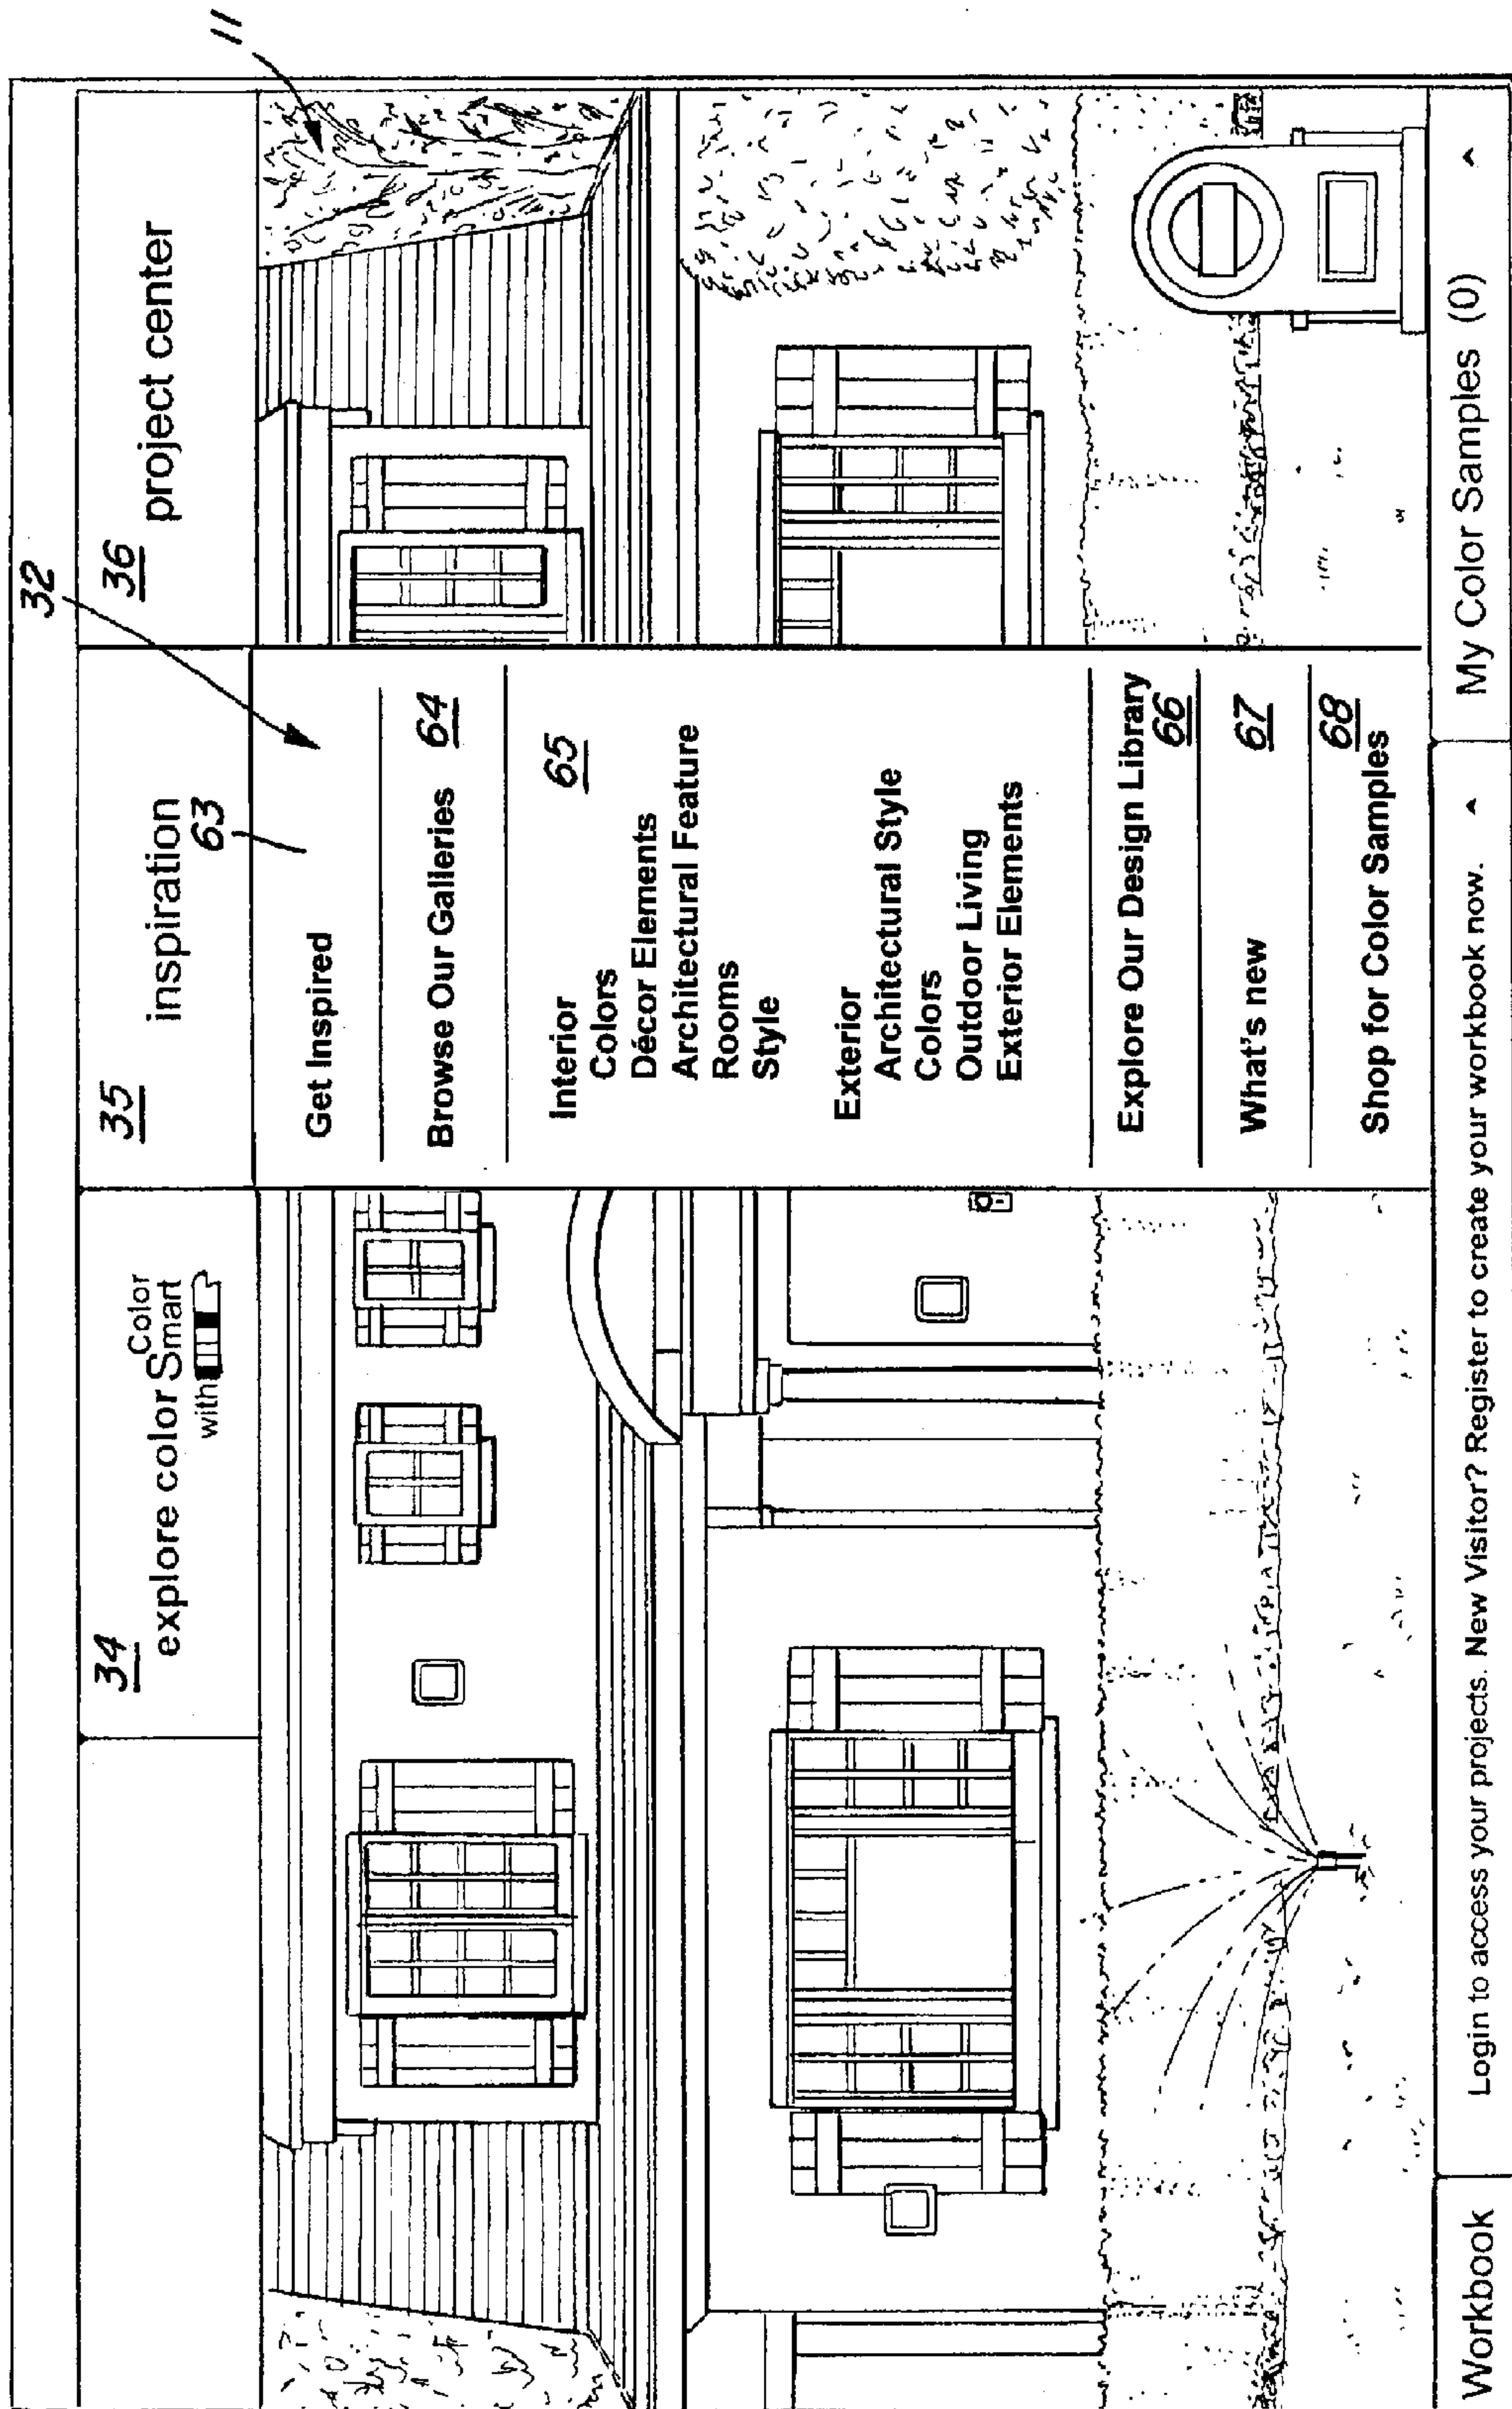 32
11
34
explore color
with
Color
Smart
35
inspiration
63
36
project center
Get Inspired
Browse Our Galleries 64
Interior 65
Colors
Décor Elements
Architectural Feature
Rooms
Style
Exterior
Architectural Style
Colors
Outdoor Living
Exterior Elements
Explore Our Design Library
66
What's new 67
68
Shop for Color Samples
Workbook
Login to access your projects. New Visitor? Register to create your workbook now. ^
My Color Samples (0) ^